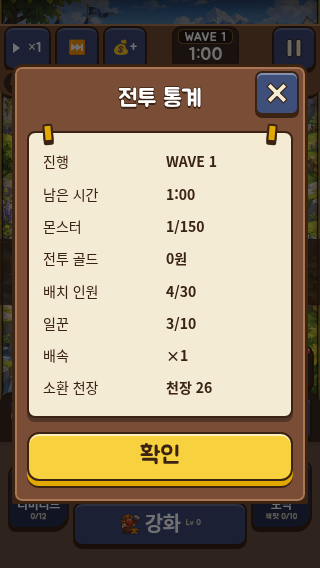 ×1
WAVE 1
1:00
전투 통계
진행 WAVE 1
남은 시간 1:00
몬스터 1/150
전투 골드 0원
배치 인원 4/30
일꾼 3/10
배속 ×1
소환 천장 천장 26
확인
0/12
강화 Lv 0
0/10